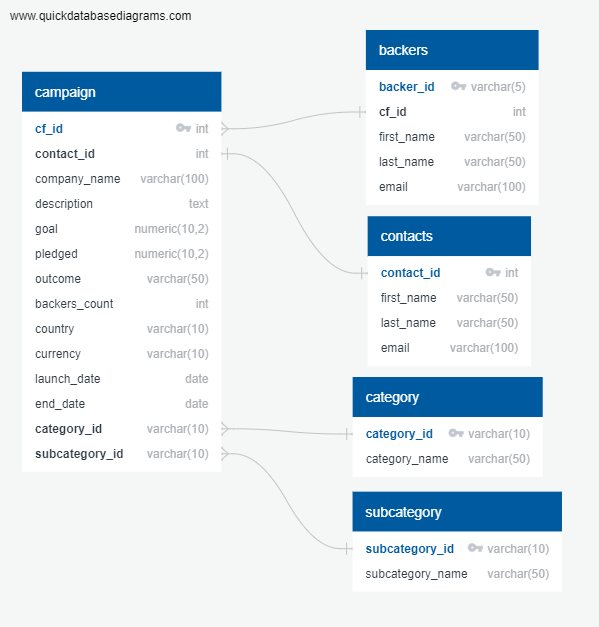 www.quickdatabasediagrams.com
campaign
cf_id int
contact_id int
company_name varchar(100)
description text
goal numeric(10,2)
pledged numeric(10,2)
outcome varchar(50)
backers_count int
country varchar(10)
currency varchar(10)
launch_date date
end_date date
category_id varchar(10)
subcategory_id varchar(10)
backers
backer_id varchar(5)
cf_id int
first_name varchar(50)
last_name varchar(50)
email varchar(100)
contacts
contact_id int
first_name varchar(50)
last_name varchar(50)
email varchar(100)
category
category_id varchar(10)
category_name varchar(50)
subcategory
subcategory_id varchar(10)
subcategory_name varchar(50)